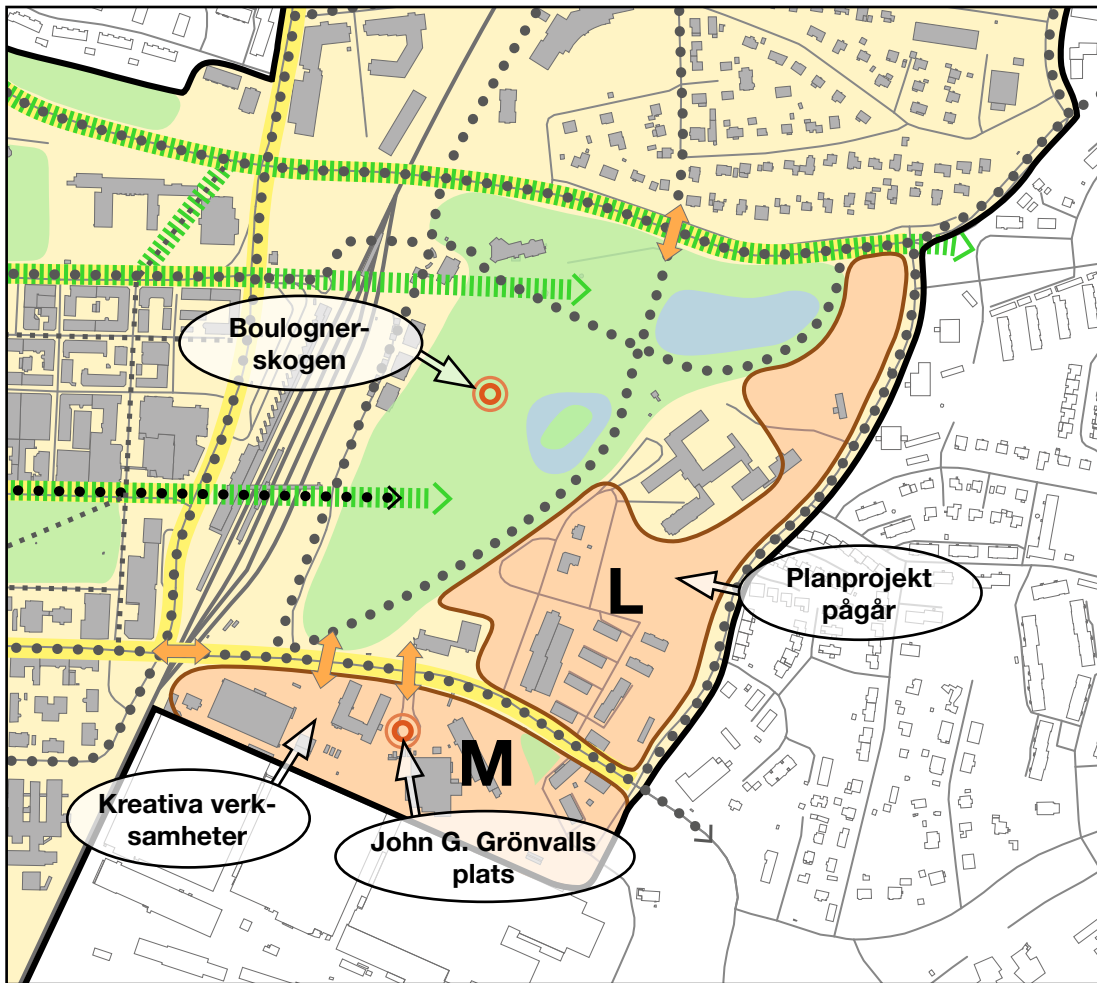 Boulogner-
skogen
L
Planprojekt
pågår
M
Kreativa verk-
samheter
John G. Grönvalls
plats